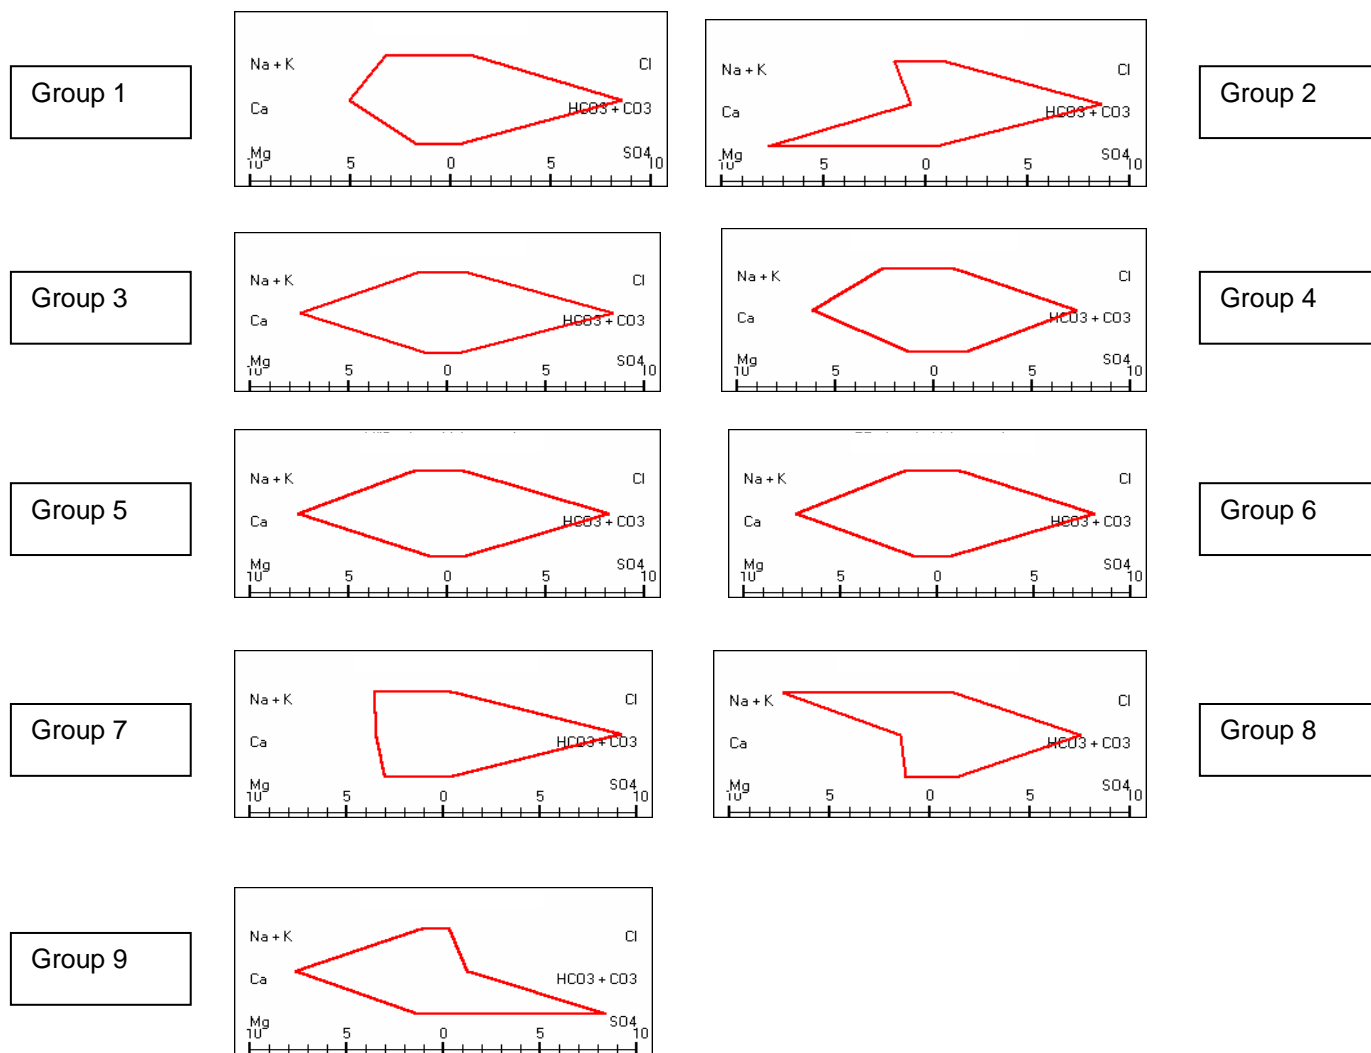 Group 1
Na + K
Cl
Ca
HCO3 + CO3
Mg
SO4
10 5 0 5 10
Group 2
Na + K
Cl
Ca
HCO3 + CO3
Mg
SO4
10 5 0 5 10
Group 3
Na + K
Cl
Ca
HCO3 + CO3
Mg
SO4
10 5 0 5 10
Group 4
Na + K
Cl
Ca
HCO3 + CO3
Mg
SO4
10 5 0 5 10
Group 5
Na + K
Cl
Ca
HCO3 + CO3
Mg
SO4
10 5 0 5 10
Group 6
Na + K
Cl
Ca
HCO3 + CO3
Mg
SO4
10 5 0 5 10
Group 7
Na + K
Cl
Ca
HCO3 + CO3
Mg
SO4
10 5 0 5 10
Group 8
Na + K
Cl
Ca
HCO3 + CO3
Mg
SO4
10 5 0 5 10
Group 9
Na + K
Cl
Ca
HCO3 + CO3
Mg
SO4
10 5 0 5 10